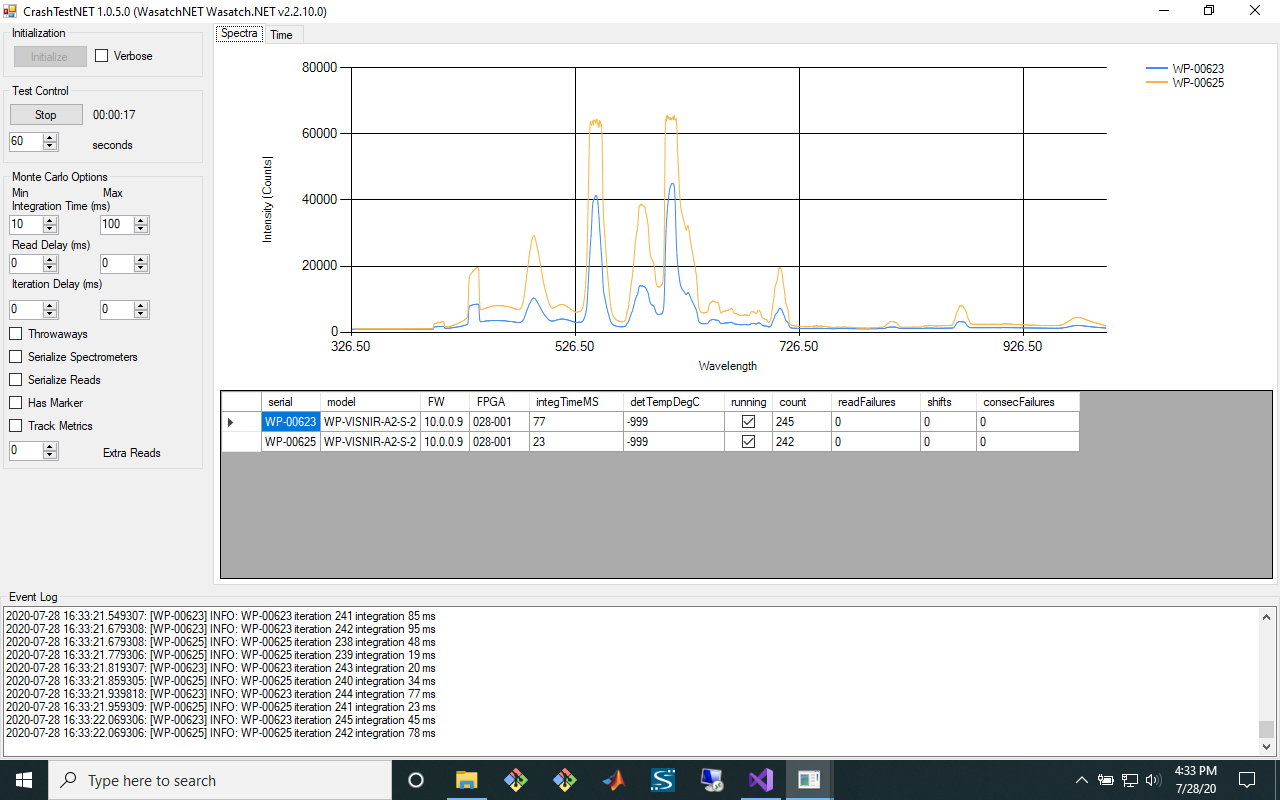 CrashTestNET 1.0.5.0 (WasatchNET Wasatch.NET v2.2.10.0)
Initialization
Initialize Verbose
Test Control
Stop 00:00:17
60 seconds
Monte Carlo Options
Min Max
Integration Time (ms)
10 100
Read Delay (ms)
0 0
Iteration Delay (ms)
0 0
Throwaways
Serialize Spectrometers
Serialize Reads
Has Marker
Track Metrics
0 Extra Reads
Spectra Time
80000
60000
40000
20000
0
Intensity (Counts)
326.50 526.50 726.50 926.50
Wavelength
WP-00623
WP-00625
serial model FW FPGA integTimeMS detTempDegC running count readFailures shifts consecFailures
WP-00623 WP-VISNIR-A2-S-2 10.0.0.9 028-001 77 -999 245 0 0 0
WP-00625 WP-VISNIR-A2-S-2 10.0.0.9 028-001 23 -999 242 0 0 0
Event Log
2020-07-28 16:33:21.549307: [WP-00623] INFO: WP-00623 iteration 241 integration 85 ms
2020-07-28 16:33:21.679308: [WP-00623] INFO: WP-00623 iteration 242 integration 95 ms
2020-07-28 16:33:21.679308: [WP-00625] INFO: WP-00625 iteration 238 integration 48 ms
2020-07-28 16:33:21.779306: [WP-00625] INFO: WP-00625 iteration 239 integration 19 ms
2020-07-28 16:33:21.819307: [WP-00623] INFO: WP-00623 iteration 243 integration 20 ms
2020-07-28 16:33:21.859305: [WP-00625] INFO: WP-00625 iteration 240 integration 34 ms
2020-07-28 16:33:21.939818: [WP-00623] INFO: WP-00623 iteration 244 integration 77 ms
2020-07-28 16:33:21.959309: [WP-00625] INFO: WP-00625 iteration 241 integration 23 ms
2020-07-28 16:33:22.069306: [WP-00623] INFO: WP-00623 iteration 245 integration 45 ms
2020-07-28 16:33:22.069306: [WP-00625] INFO: WP-00625 iteration 242 integration 78 ms
Type here to search
4:33 PM
7/28/20